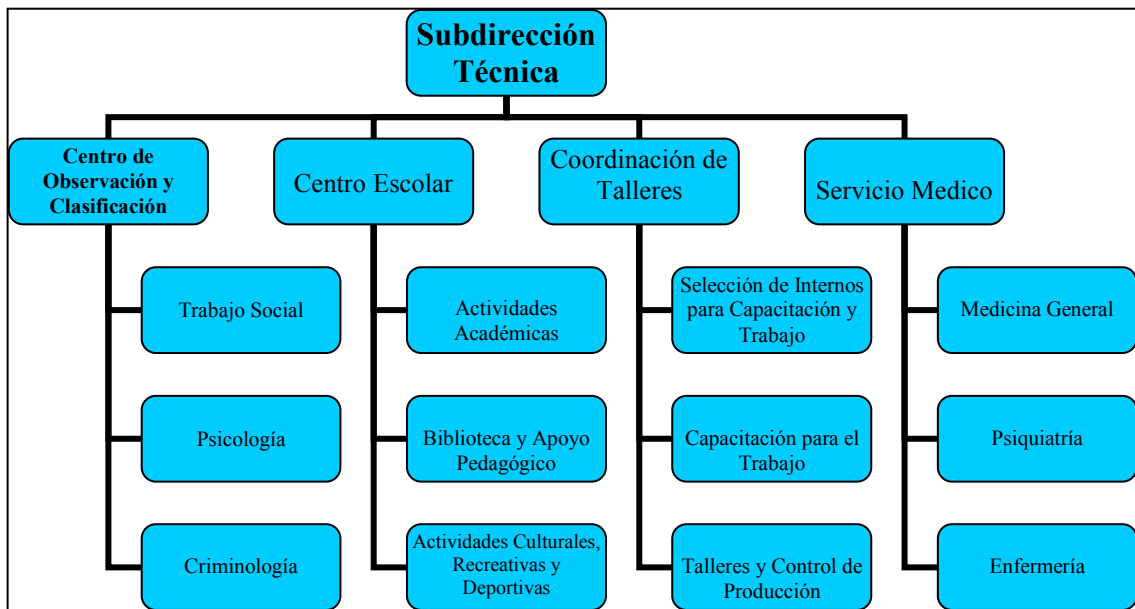 Subdirección
Técnica
Centro de
Observación y
Clasificación
Centro Escolar
Coordinación de
Talleres
Servicio Medico
Trabajo Social
Actividades
Académicas
Selección de Internos
para Capacitación y
Trabajo
Medicina General
Psicología
Biblioteca y Apoyo
Pedagógico
Capacitación para el
Trabajo
Psiquiatría
Criminología
Actividades Culturales,
Recreativas y
Deportivas
Talleres y Control de
Producción
Enfermería